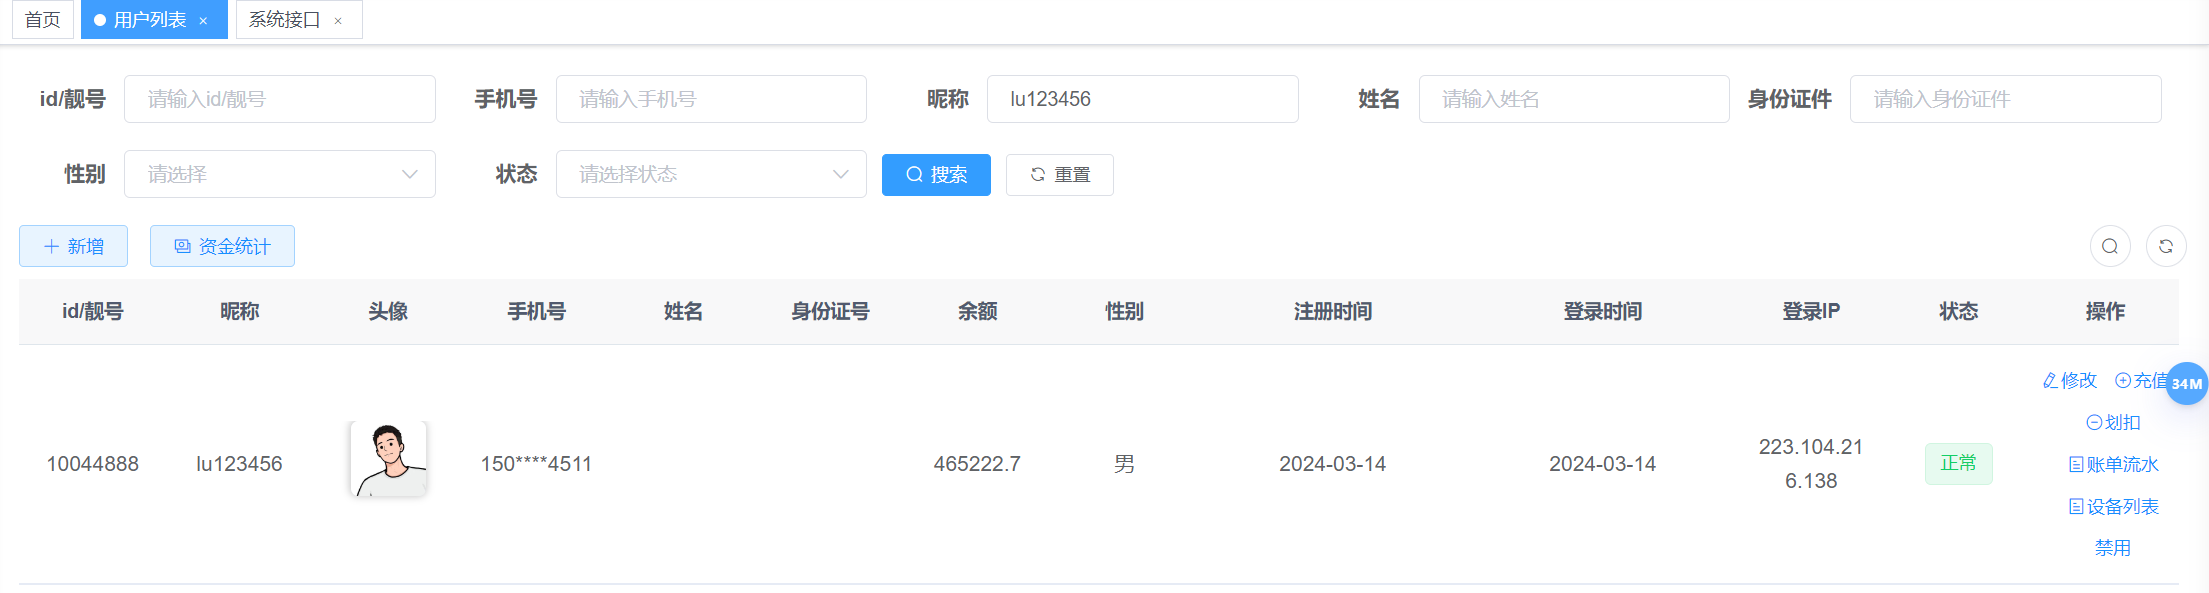 首页 用户列表 × 系统接口 ×
id/靓号 请输入id/靓号 手机号 请输入手机号 昵称 lu123456 姓名 请输入姓名 身份证件 请输入身份证件
性别 请选择 状态 请选择状态 搜索 重置
新增 资金统计
id/靓号 昵称 头像 手机号 姓名 身份证号 余额 性别 注册时间 登录时间 登录IP 状态 操作
修改 充值
34M
划扣
10044888 lu123456 150****4511 465222.7 男 2024-03-14 2024-03-14 223.104.21
6.138 正常 账单流水
设备列表
禁用